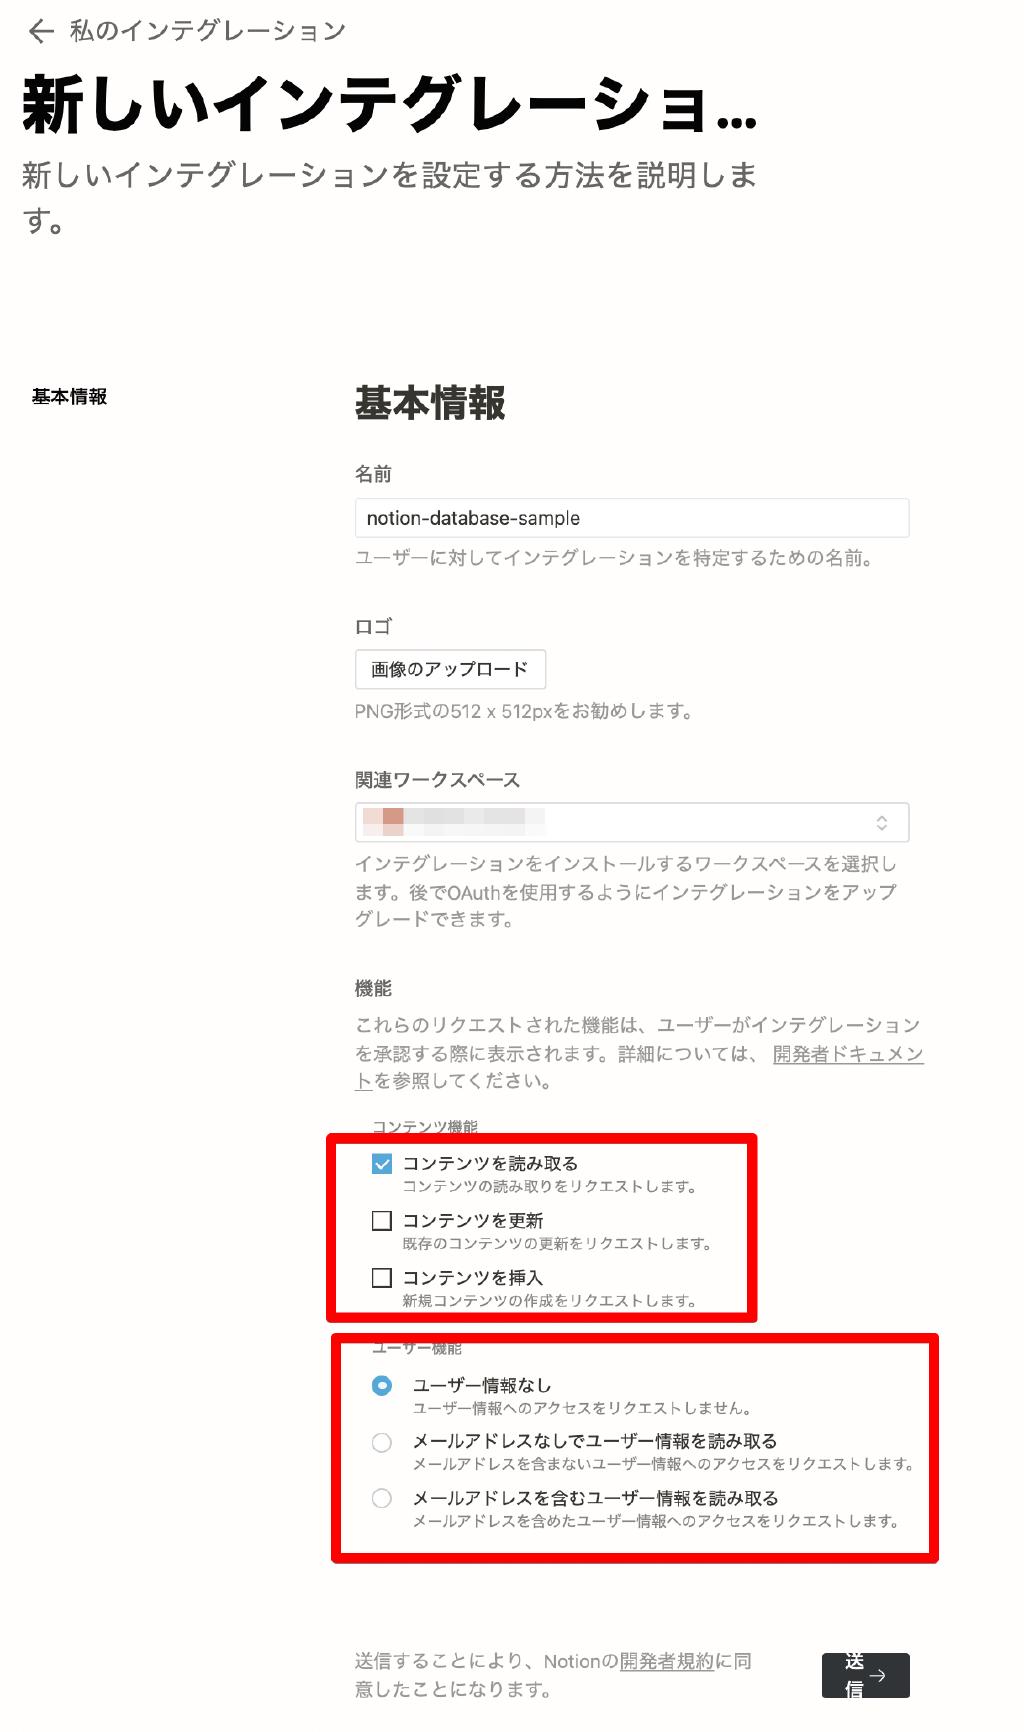 ← 私のインテグレーション
新しいインテグレーショ...
新しいインテグレーションを設定する方法を説明しま
す。
基本情報
基本情報
名前
notion-database-sample
ユーザーに対してインテグレーションを特定するための名前。
ロゴ
画像のアップロード
PNG形式の512 x 512pxをお勧めします。
関連ワークスペース
インテグレーションをインストールするワークスペースを選択し
ます。後でOAuthを使用するようにインテグレーションをアップ
グレードできます。
機能
これらのリクエストされた機能は、ユーザーがインテグレーション
を承認する際に表示されます。詳細については、 開発者ドキュメン
トを参照してください。
コンテンツ機能
コンテンツを読み取る
コンテンツの読み取りをリクエストします。
コンテンツを更新
既存のコンテンツの更新をリクエストします。
コンテンツを挿入
新規コンテンツの作成をリクエストします。
ユーザー機能
ユーザー情報なし
ユーザー情報へのアクセスをリクエストしません。
メールアドレスなしでユーザー情報を読み取る
メールアドレスを含まないユーザー情報へのアクセスをリクエストします。
メールアドレスを含むユーザー情報を読み取る
メールアドレスを含めたユーザー情報へのアクセスをリクエストします。
送信することにより、Notionの開発者規約に同
意したことになります。
送
信 →